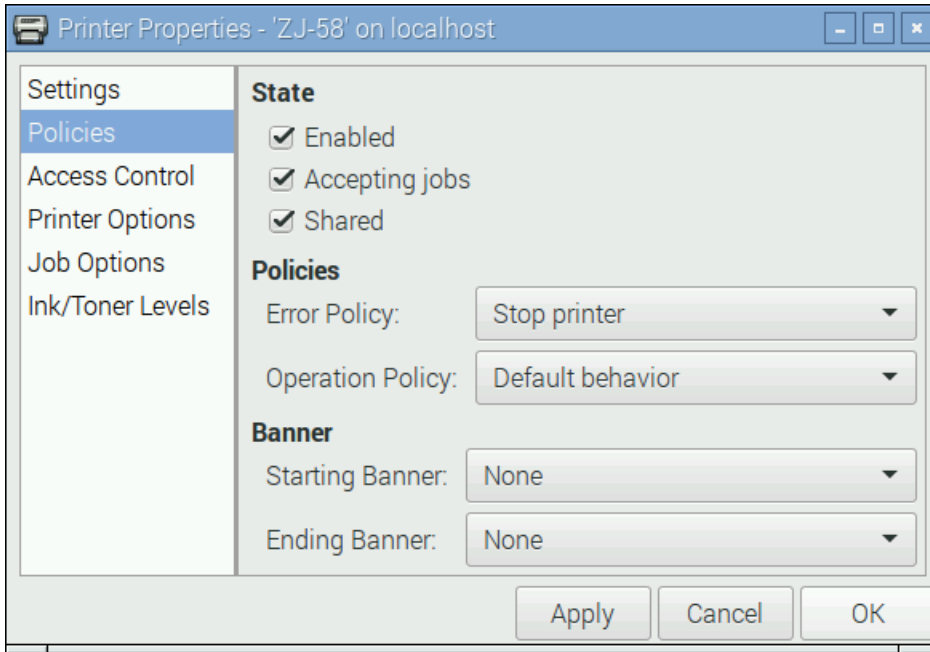 Printer Properties - 'ZJ-58' on localhost
Settings
Policies
Access Control
Printer Options
Job Options
Ink/Toner Levels
State
Enabled
Accepting jobs
Shared
Policies
Error Policy: Stop printer
Operation Policy: Default behavior
Banner
Starting Banner: None
Ending Banner: None
Apply Cancel OK